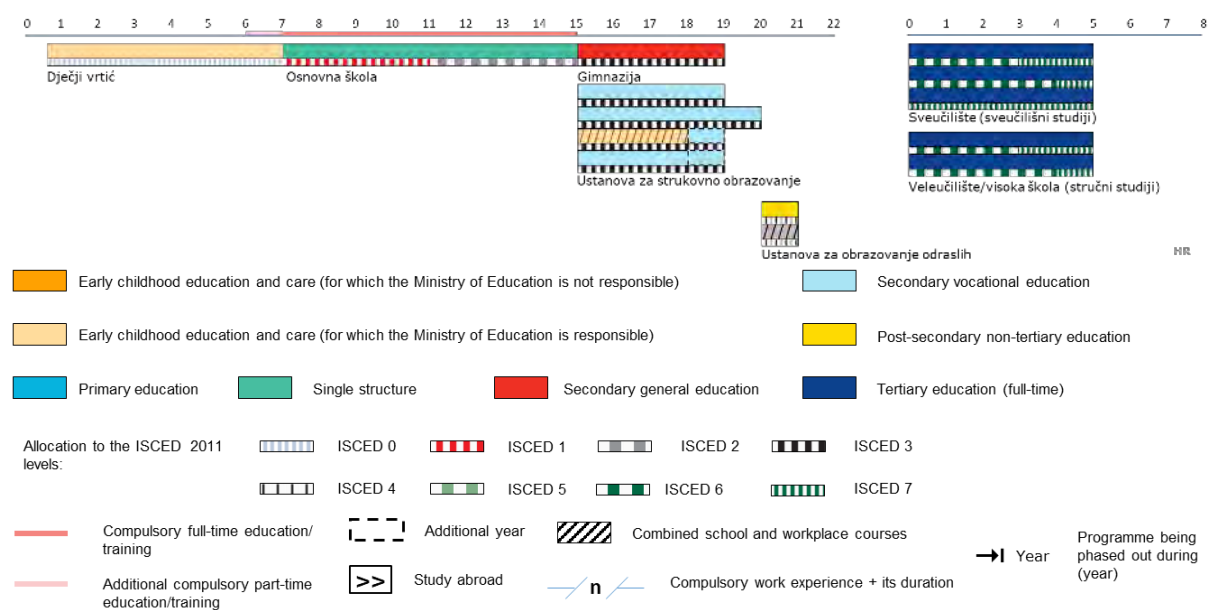 0 1 2 3 4 5 6 7 8 9 10 11 12 13 14 15 16 17 18 19 20 21 22 0 1 2 3 4 5 6 7 8
Dječji vrtić
Osnovna škola
Gimnazija
Ustanova za strukovno obrazovanje
Ustanova za obrazovanje odraslih
Sveučilište (sveučilišni studiji)
Veleučilište/visoka škola (stručni studiji)
HR
Early childhood education and care (for which the Ministry of Education is not responsible)
Secondary vocational education
Early childhood education and care (for which the Ministry of Education is responsible)
Post-secondary non-tertiary education
Primary education
Single structure
Secondary general education
Tertiary education (full-time)
Allocation to the ISCED 2011
levels:
ISCED 0
ISCED 1
ISCED 2
ISCED 3
ISCED 4
ISCED 5
ISCED 6
ISCED 7
Compulsory full-time education/
training
Additional year
Combined school and workplace courses
Year
Programme being
phased out during
(year)
Additional compulsory part-time
education/training
>>
Study abroad
n
Compulsory work experience + its duration